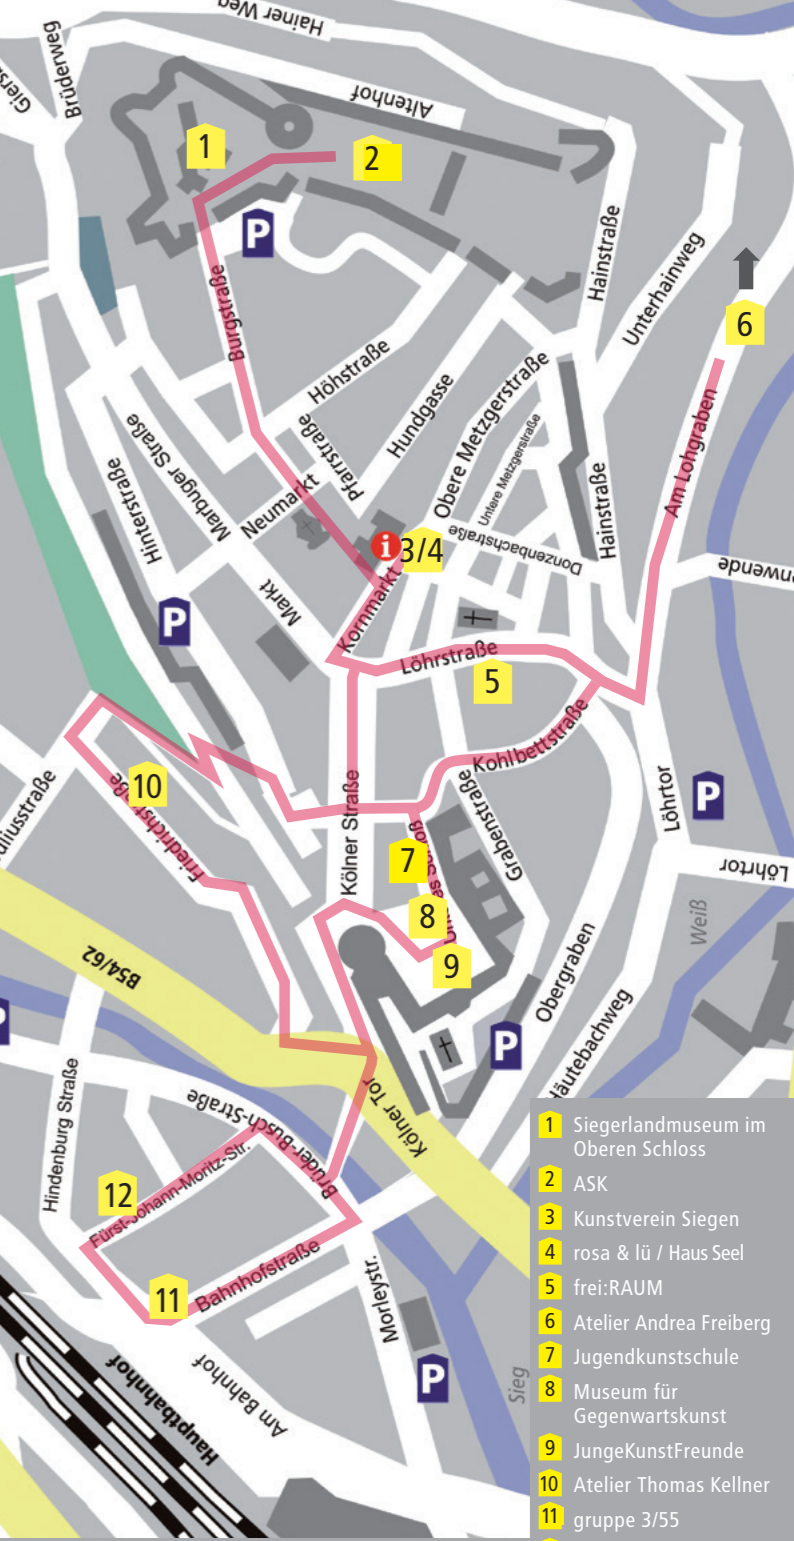 Hainer Weg
Brüderweg
Altenhof
1
2
P
Hainstraße
Unterhainweg
6
Burgstraße
Höhstraße
Hundgasse
Obere Metzgerstraße
Untere Metzgerstraße
Pfarrstraße
Am Lohgraben
Marbuger Straße
Hinterstraße
Neumarkt
Hainstraße
i
3/4
Donzenbachstraße
Kornmarkt
Markt
P
Löhrstraße
5
Kohlbettstraße
10
Friedrichstraße
Kölner Straße
Grabenstraße
Löhrtor
P
Löhrtor
7
8
9
Weiß
B54/62
Obergraben
P
Häutebachweg
Hindenburg Straße
Brüder-Busch-Straße
Kölner Tor
12
Fürst-Johann-Moritz-Str.
11
Bahnhofstraße
Morleystr.
P
Sieg
Hauptbahnhof
Am Bahnhof
1 Siegerlandmuseum im
Oberen Schloss
2 ASK
3 Kunstverein Siegen
4 rosa & lü / Haus Seel
5 frei:RAUM
6 Atelier Andrea Freiberg
7 Jugendkunstschule
8 Museum für
Gegenwartskunst
9 JungeKunstFreunde
10 Atelier Thomas Kellner
11 gruppe 3/55